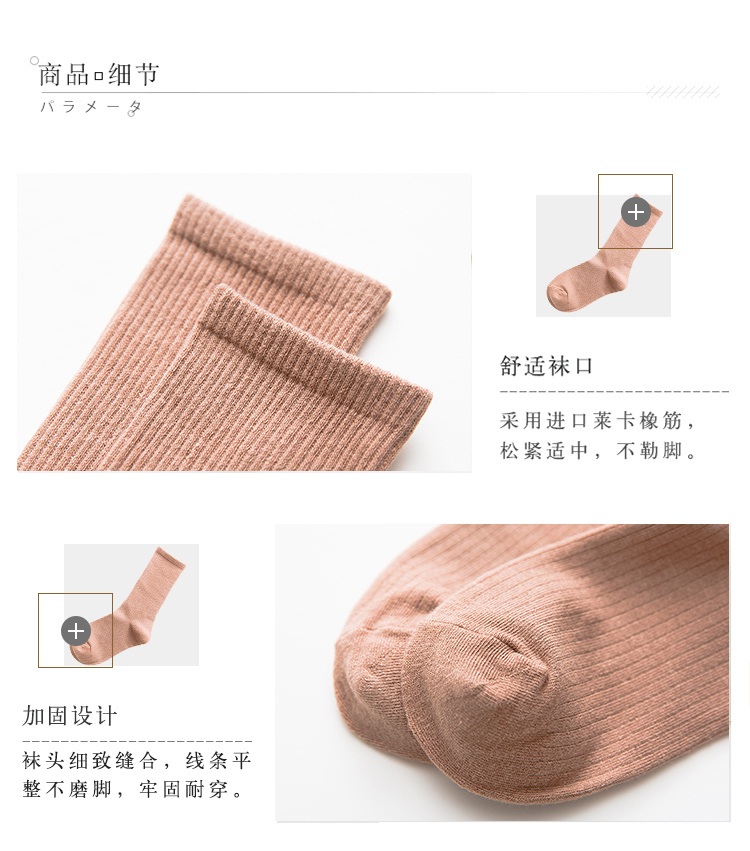 商品细节
パラメータ
舒适袜口
采用进口莱卡橡筋，
松紧适中，不勒脚。
加固设计
袜头细致缝合，线条平
整不磨脚，牢固耐穿。